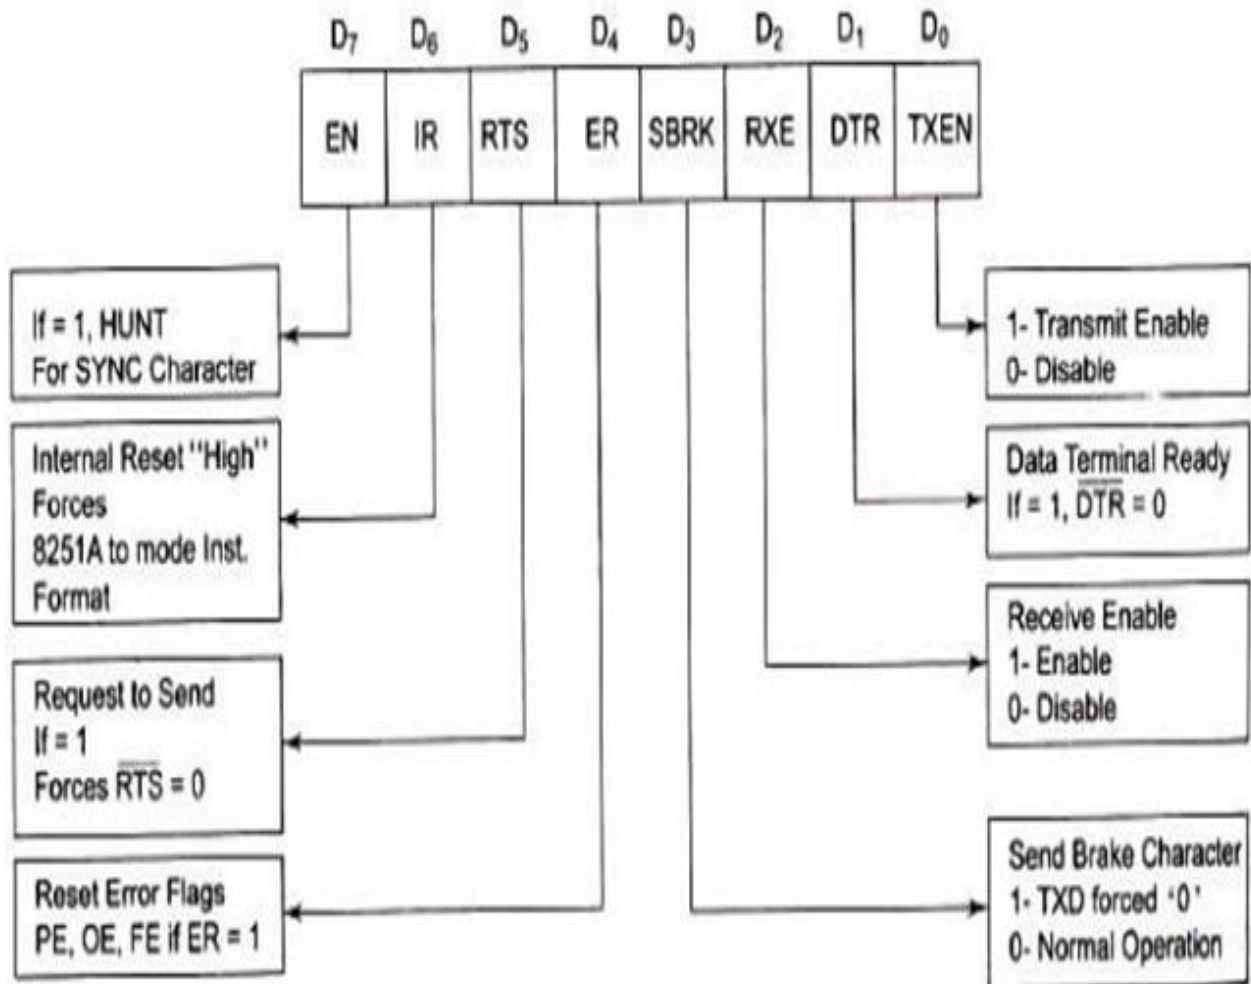 D7 D6 D5 D4 D3 D2 D1 D0
EN IR RTS ER SBRK RXE DTR TXEN
If = 1, HUNT
For SYNC Character
Internal Reset "High"
Forces
8251A to mode Inst.
Format
Request to Send
If = 1
Forces R̅T̅S̅ = 0
Reset Error Flags
PE, OE, FE if ER = 1
1- Transmit Enable
0- Disable
Data Terminal Ready
If = 1, D̅T̅R̅ = 0
Receive Enable
1- Enable
0- Disable
Send Brake Character
1- TXD forced '0'
0- Normal Operation